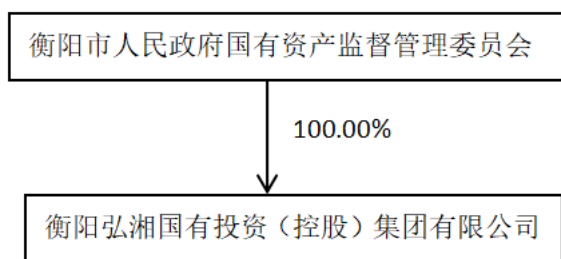 衡阳市人民政府国有资产监督管理委员会
100.00%
衡阳弘湘国有投资（控股）集团有限公司